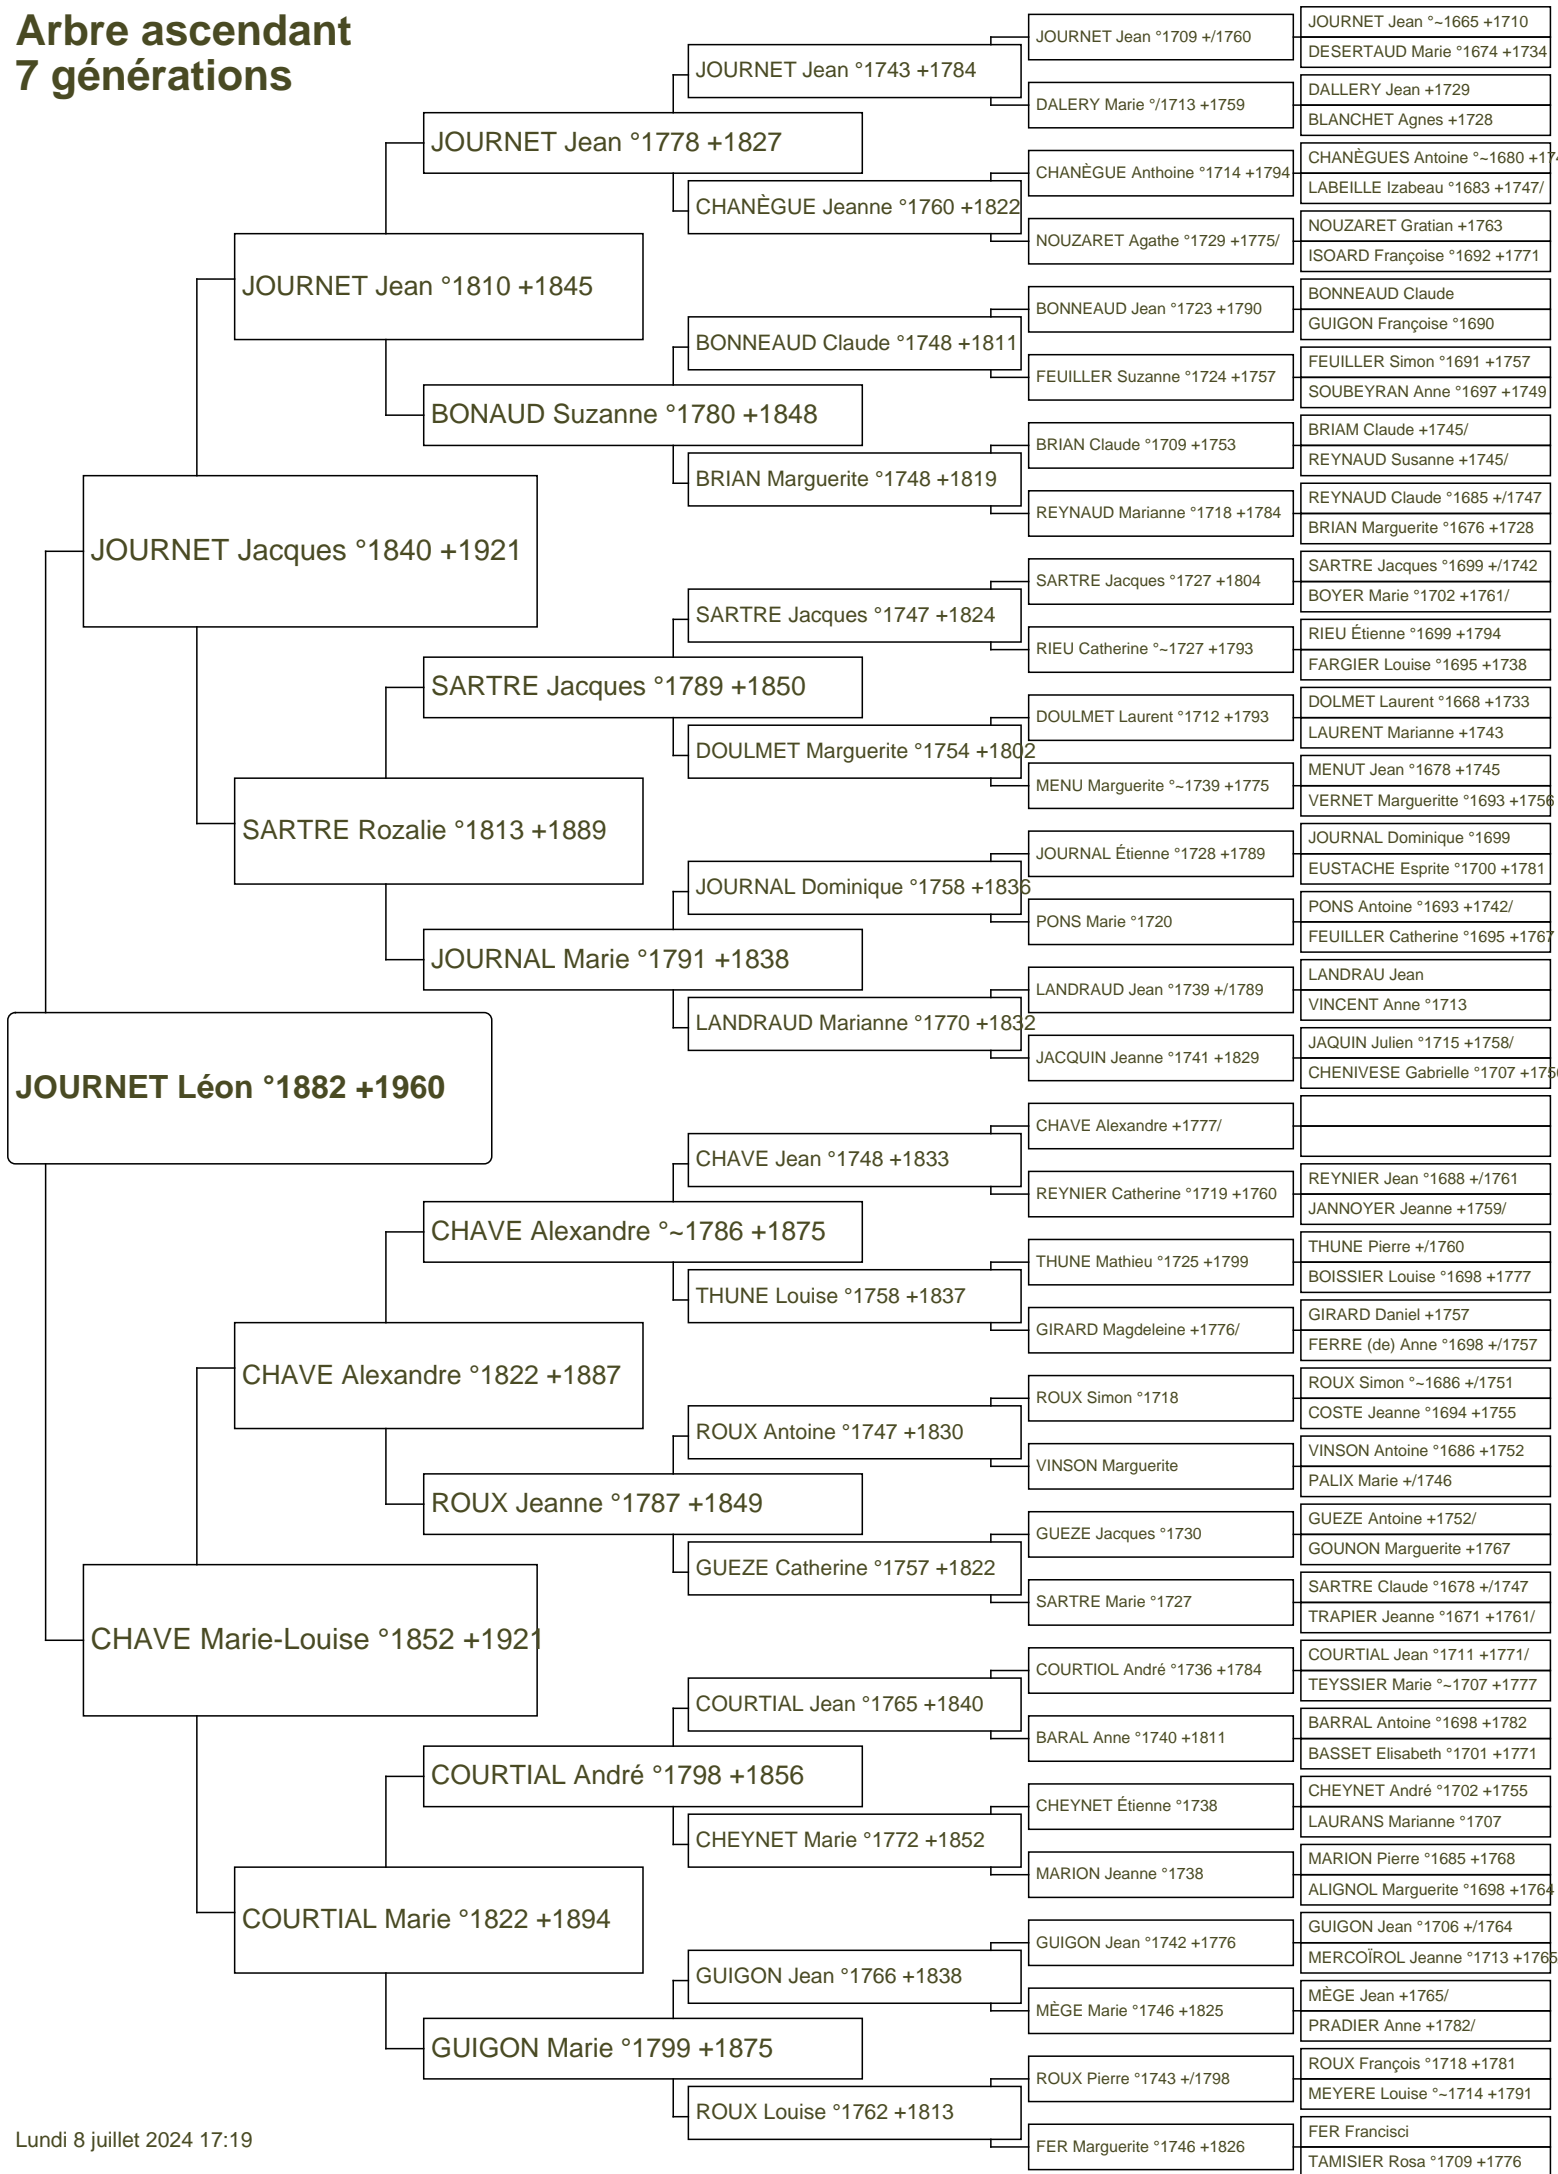 Arbre ascendant
7 générations
JOURNET Léon °1882 +1960
JOURNET Jacques °1840 +1921
CHAVE Marie-Louise °1852 +1921
JOURNET Jean °1810 +1845
SARTRE Rozalie °1813 +1889
CHAVE Alexandre °1822 +1887
COURTIAL Marie °1822 +1894
JOURNET Jean °1778 +1827
BONAUD Suzanne °1780 +1848
SARTRE Jacques °1789 +1850
JOURNAL Marie °1791 +1838
CHAVE Alexandre °~1786 +1875
ROUX Jeanne °1787 +1849
COURTIAL André °1798 +1856
GUIGON Marie °1799 +1875
JOURNET Jean °1743 +1784
CHANÈGUE Jeanne °1760 +1822
BONNEAUD Claude °1748 +1811
BRIAN Marguerite °1748 +1819
SARTRE Jacques °1747 +1824
DOULMET Marguerite °1754 +1802
JOURNAL Dominique °1758 +1836
LANDRAUD Marianne °1770 +1832
CHAVE Jean °1748 +1833
THUNE Louise °1758 +1837
ROUX Antoine °1747 +1830
GUEZE Catherine °1757 +1822
COURTIAL Jean °1765 +1840
CHEYNET Marie °1772 +1852
GUIGON Jean °1766 +1838
ROUX Louise °1762 +1813
JOURNET Jean °1709 +/1760
DALERY Marie °/1713 +1759
CHANÈGUE Anthoine °1714 +1794
NOUZARET Agathe °1729 +1775/
BONNEAUD Jean °1723 +1790
FEUILLER Suzanne °1724 +1757
BRIAN Claude °1709 +1753
REYNAUD Marianne °1718 +1784
SARTRE Jacques °1727 +1804
RIEU Catherine °~1727 +1793
DOULMET Laurent °1712 +1793
MENU Marguerite °~1739 +1775
JOURNAL Étienne °1728 +1789
PONS Marie °1720
LANDRAUD Jean °1739 +/1789
JACQUIN Jeanne °1741 +1829
CHAVE Alexandre +1777/
REYNIER Catherine °1719 +1760
THUNE Mathieu °1725 +1799
GIRARD Magdeleine +1776/
ROUX Simon °1718
VINSON Marguerite
GUEZE Jacques °1730
SARTRE Marie °1727
COURTIOL André °1736 +1784
BARAL Anne °1740 +1811
CHEYNET Étienne °1738
MARION Jeanne °1738
GUIGON Jean °1742 +1776
MÈGE Marie °1746 +1825
ROUX Pierre °1743 +/1798
FER Marguerite °1746 +1826
JOURNET Jean °~1665 +1710
DESERTAUD Marie °1674 +1734
DALLERY Jean +1729
BLANCHET Agnes +1728
CHANÈGUES Antoine °~1680
LABEILLE Izabeau °1683 +1747/
NOUZARET Gratian +1763
ISOARD Françoise °1692 +1771
BONNEAUD Claude
GUIGON Françoise °1690
FEUILLER Simon °1691 +1757
SOUBEYRAN Anne °1697 +1749
BRIAM Claude +1745/
REYNAUD Susanne +1745/
REYNAUD Claude °1685 +/1747
BRIAN Marguerite °1676 +1728
SARTRE Jacques °1699 +/1742
BOYER Marie °1702 +1761/
RIEU Étienne °1699 +1794
FARGIER Louise °1695 +1738
DOLMET Laurent °1668 +1733
LAURENT Marianne +1743
MENUT Jean °1678 +1745
VERNET Margueritte °1693 +1756
JOURNAL Dominique °1699
EUSTACHE Esprite °1700 +1781
PONS Antoine °1693 +1742/
FEUILLER Catherine °1695 +1767
LANDRAU Jean
VINCENT Anne °1713
JAQUIN Julien °1715 +1758/
CHENIVESE Gabrielle °1707
REYNIER Jean °1688 +/1761
JANNOYER Jeanne +1759/
THUNE Pierre +/1760
BOISSIER Louise °1698 +1777
GIRARD Daniel +1757
FERRE (de) Anne °1698 +/1757
ROUX Simon °~1686 +/1751
COSTE Jeanne °1694 +1755
VINSON Antoine °1686 +1752
PALIX Marie +/1746
GUEZE Antoine +1752/
GOUNON Marguerite +1767
SARTRE Claude °1678 +/1747
TRAPIER Jeanne °1671 +1761/
COURTIAL Jean °1711 +1771/
TEYSSIER Marie °~1707 +1777
BARRAL Antoine °1698 +1782
BASSET Elisabeth °1701 +1771
CHEYNET André °1702 +1755
LAURANS Marianne °1707
MARION Pierre °1685 +1768
ALIGNOL Marguerite °1698 +1764
GUIGON Jean °1706 +/1764
MERCOÏROL Jeanne °1713 +1765
MÈGE Jean +1765/
PRADIER Anne +1782/
ROUX François °1718 +1781
MEYERE Louise °~1714 +1791
FER Francisci
TAMISIER Rosa °1709 +1776
Lundi 8 juillet 2024 17:19